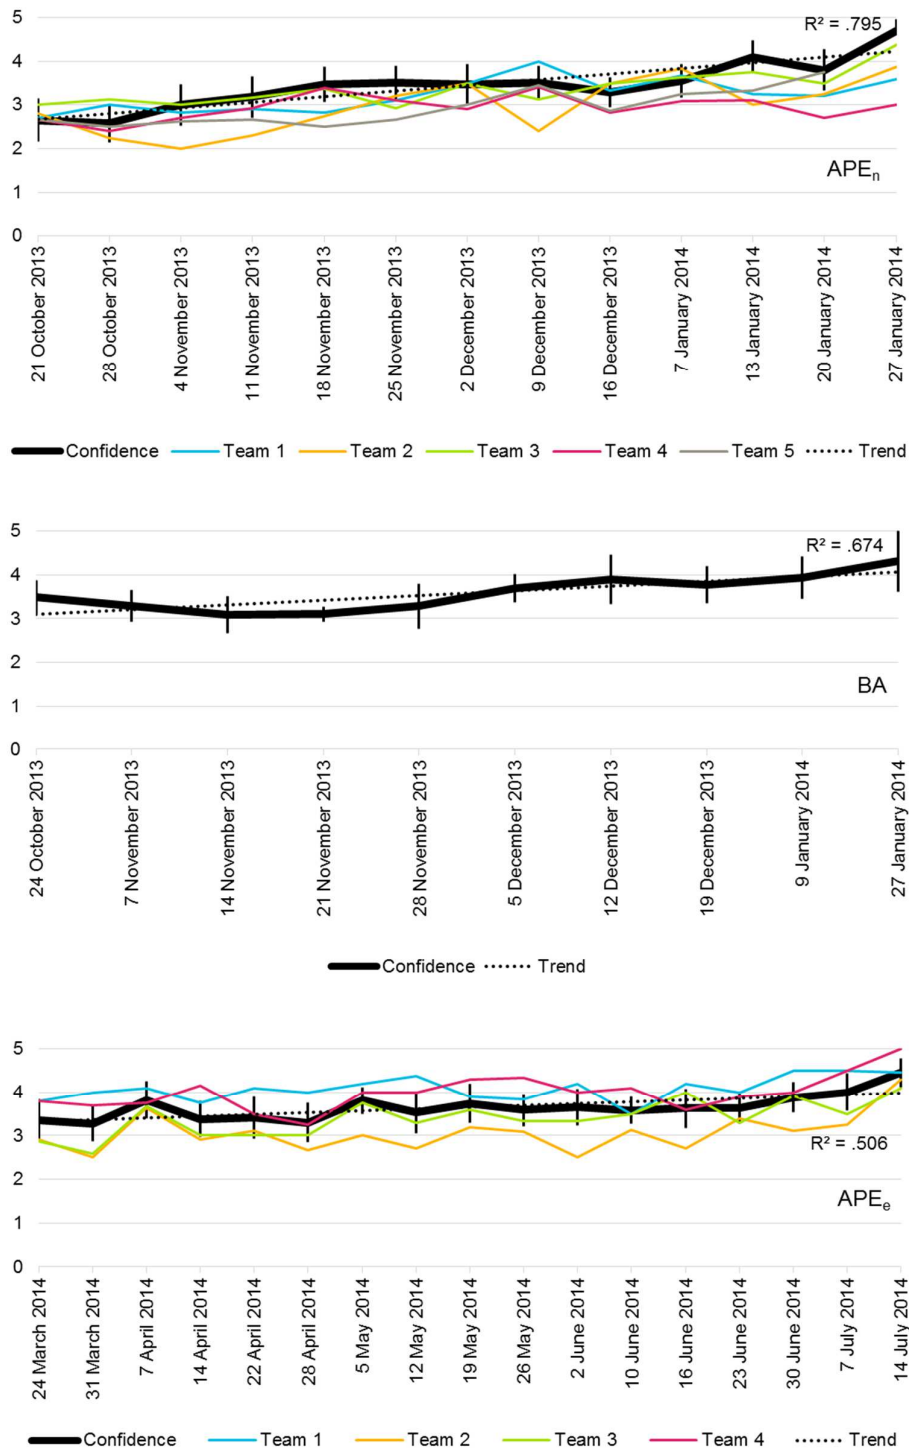 5
R² = .795
4
3
2
APEₙ
1
0
21 October 2013
28 October 2013
4 November 2013
11 November 2013
18 November 2013
25 November 2013
2 December 2013
9 December 2013
16 December 2013
7 January 2014
13 January 2014
20 January 2014
27 January 2014
Confidence Team 1 Team 2 Team 3 Team 4 Team 5 Trend
5
R² = .674
4
3
2
BA
1
0
24 October 2013
7 November 2013
14 November 2013
21 November 2013
28 November 2013
5 December 2013
12 December 2013
19 December 2013
9 January 2014
27 January 2014
Confidence Trend
5
4
3
R² = .506
2
APEₑ
1
0
24 March 2014
31 March 2014
7 April 2014
14 April 2014
22 April 2014
28 April 2014
5 May 2014
12 May 2014
19 May 2014
26 May 2014
2 June 2014
10 June 2014
16 June 2014
23 June 2014
30 June 2014
7 July 2014
14 July 2014
Confidence Team 1 Team 2 Team 3 Team 4 Trend